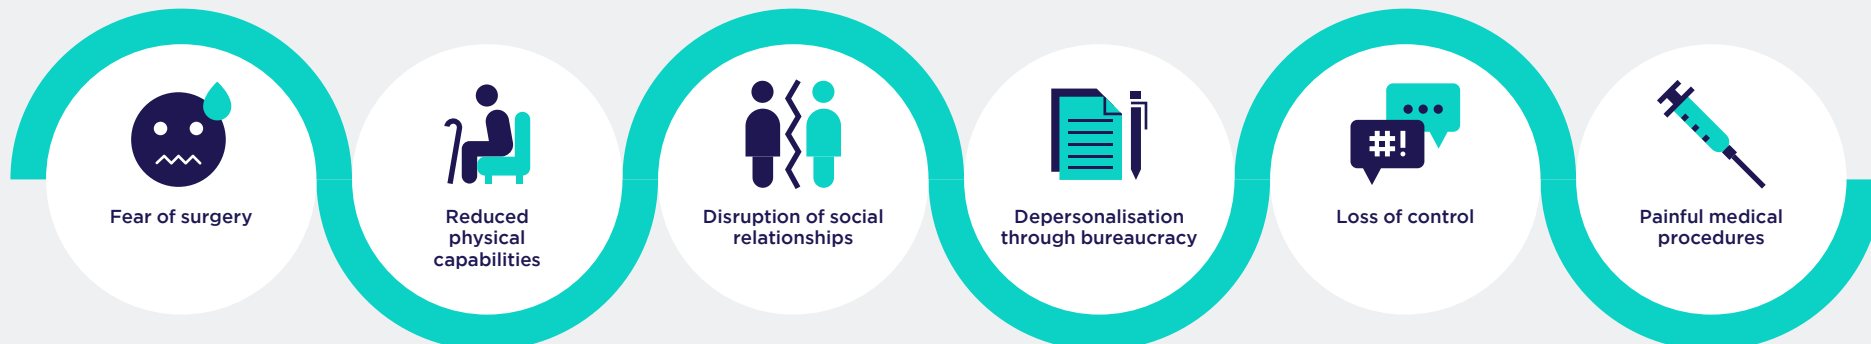 Fear of surgery
Reduced
physical
capabilities
Disruption of social
relationships
Depersonalisation
through bureaucracy
#!
Loss of control
Painful medical
procedures